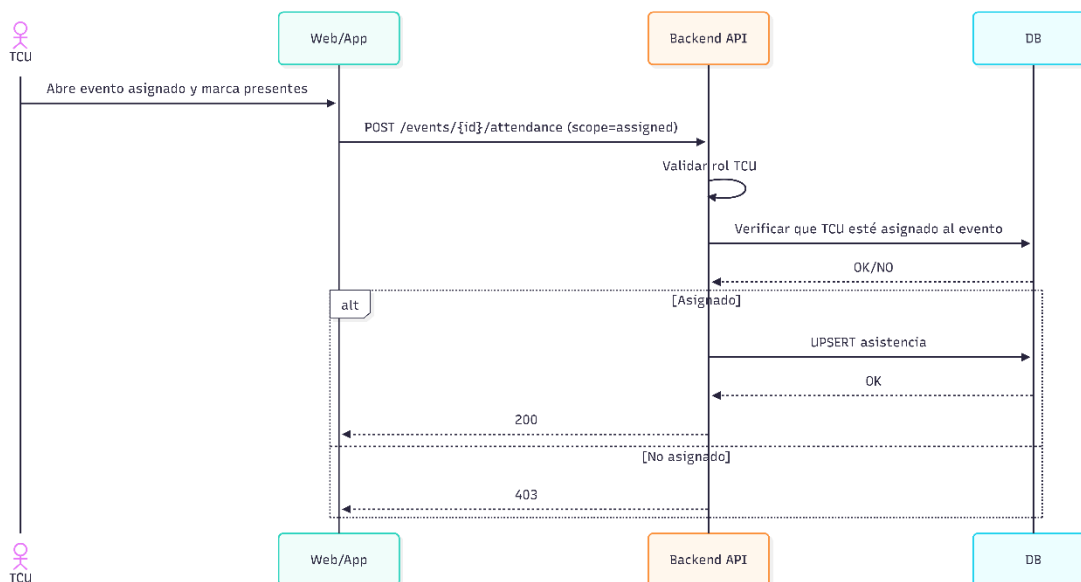 TCU
Web/App
Backend API
DB
Abre evento asignado y marca presentes
POST /events/{id}/attendance (scope=assigned)
Validar rol TCU
Verificar que TCU esté asignado al evento
OK/NO
alt
[Asignado]
UPSERT asistencia
OK
200
[No asignado]
403
TCU
Web/App
Backend API
DB